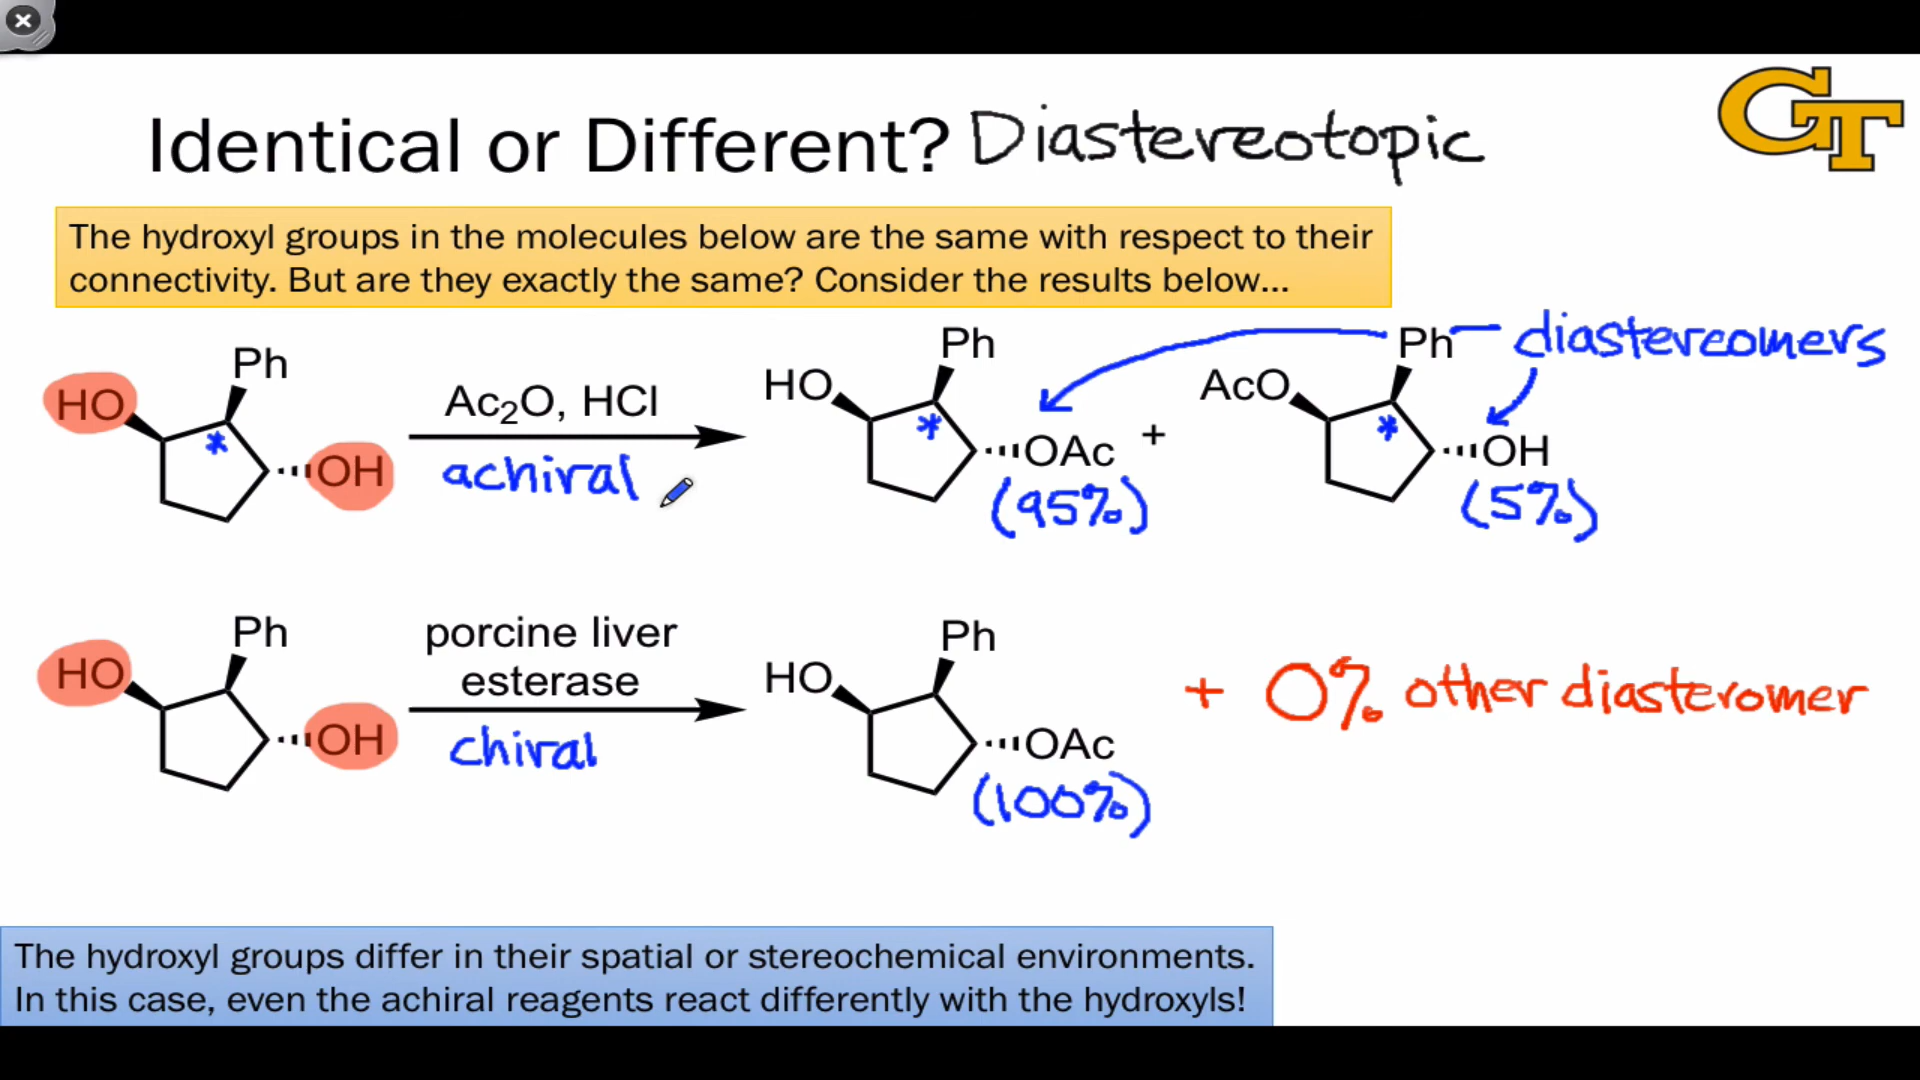 Identical or Different? Diastereotopic
GT
The hydroxyl groups in the molecules below are the same with respect to their
connectivity. But are they exactly the same? Consider the results below...
HO Ph OH
Ac₂O, HCl
achiral
HO Ph OAc
(95%)
+
AcO Ph OH
(5%)
diastereomers
*
*
*
HO Ph OH
porcine liver
esterase
chiral
HO Ph OAc
(100%)
+ 0% other diasteromer
The hydroxyl groups differ in their spatial or stereochemical environments.
In this case, even the achiral reagents react differently with the hydroxyls!